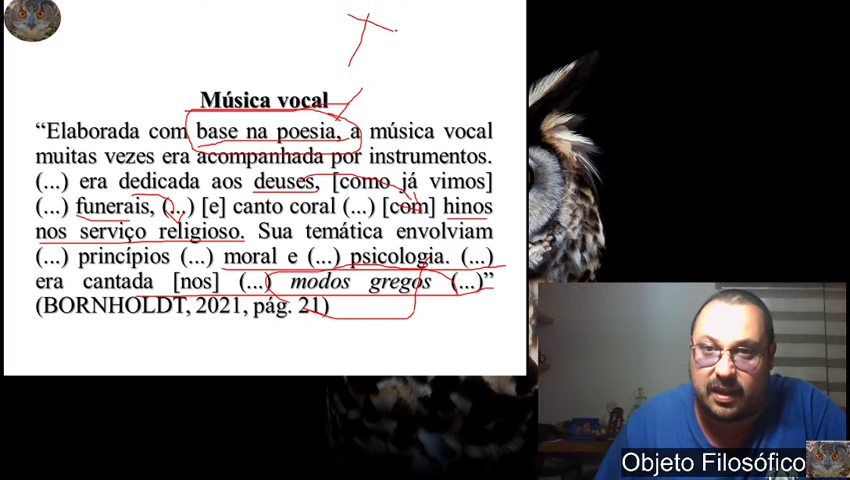 Música vocal
“Elaborada com base na poesia, a música vocal
muitas vezes era acompanhada por instrumentos.
(...) era dedicada aos deuses, [como já vimos]
(...) funerais, (...) [e] canto coral (...) [com] hinos
nos serviço religioso. Sua temática envolviam
(...) princípios (...) moral e (...) psicologia. (...)
era cantada [nos] (...) modos gregos (...)”
(BORNHOLDT, 2021, pág. 21)
Objeto Filosófico